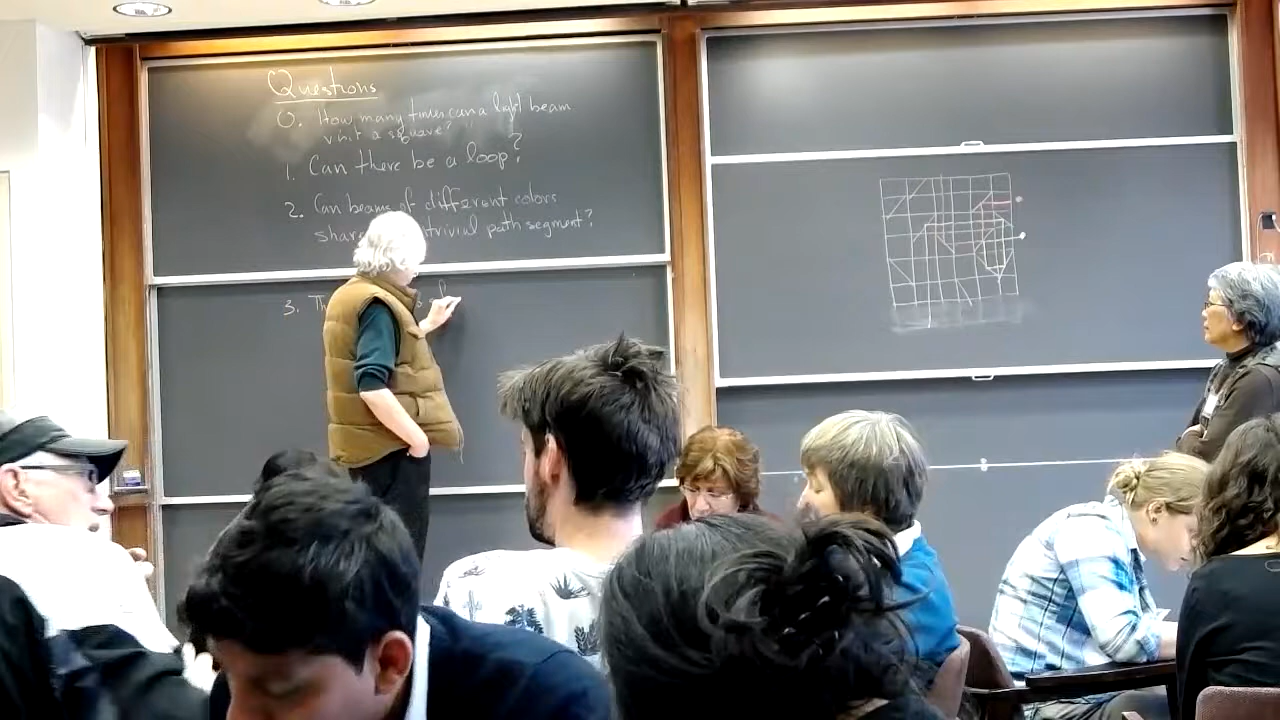 Questions
0. How many times can a light beam
visit a square?
1. Can there be a loop?
2. Can beams of different colors
share trivial path segment?
3. Th